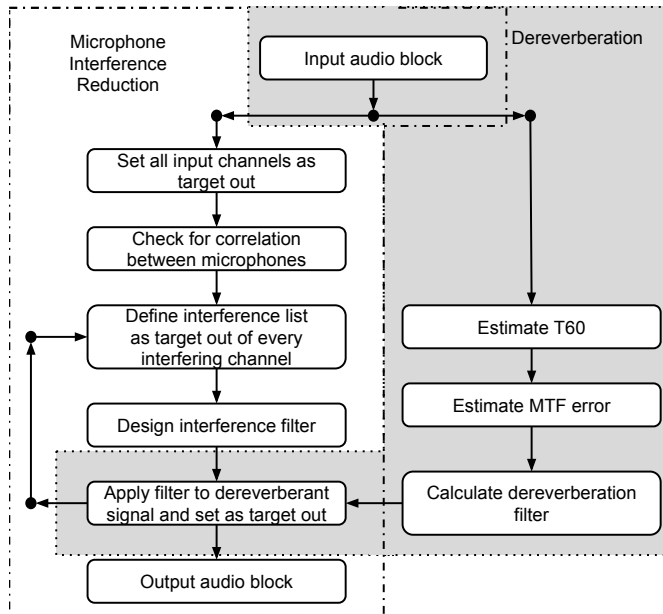 Microphone
Interference
Reduction
Dereverberation
Input audio block
Set all input channels as
target out
Check for correlation
between microphones
Define interference list
as target out of every
interfering channel
Design interference filter
Apply filter to dereverberant
signal and set as target out
Output audio block
Estimate T60
Estimate MTF error
Calculate dereverberation
filter